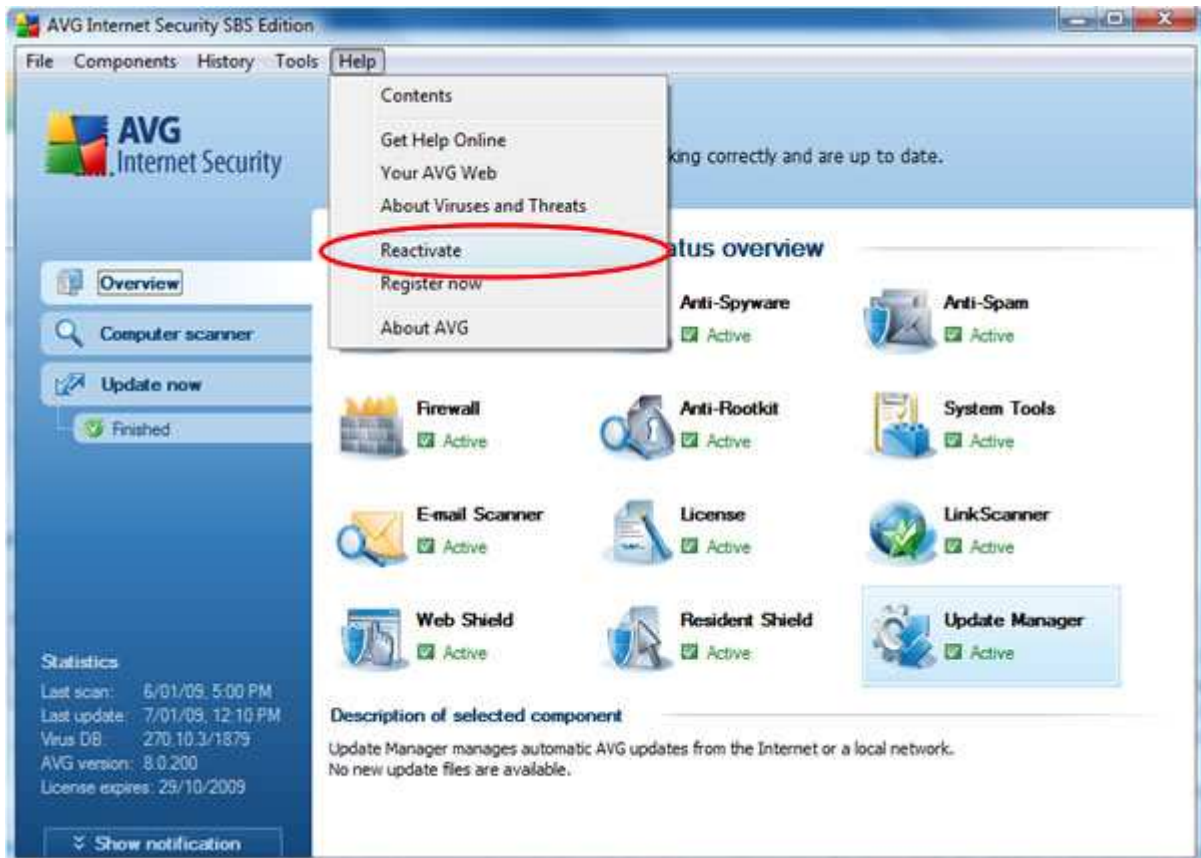 AVG Internet Security SBS Edition
File Components History Tools Help
Contents
Get Help Online
Your AVG Web
About Viruses and Threats
Reactivate
Register now
About AVG
AVG
Internet Security
king correctly and are up to date.
Overview
Computer scanner
Update now
Finished
atus overview
Anti-Spyware
Active
Anti-Spam
Active
Firewall
Active
Anti-Rootkit
Active
System Tools
Active
E-mail Scanner
Active
License
Active
LinkScanner
Active
Web Shield
Active
Resident Shield
Active
Update Manager
Active
Statistics
Last scan: 6/01/09, 5:00 PM
Last update: 7/01/09, 12:10 PM
Virus DB: 270.10.3/1879
AVG version: 8.0.200
License expires: 29/10/2009
Show notification
Description of selected component
Update Manager manages automatic AVG updates from the Internet or a local network.
No new update files are available.